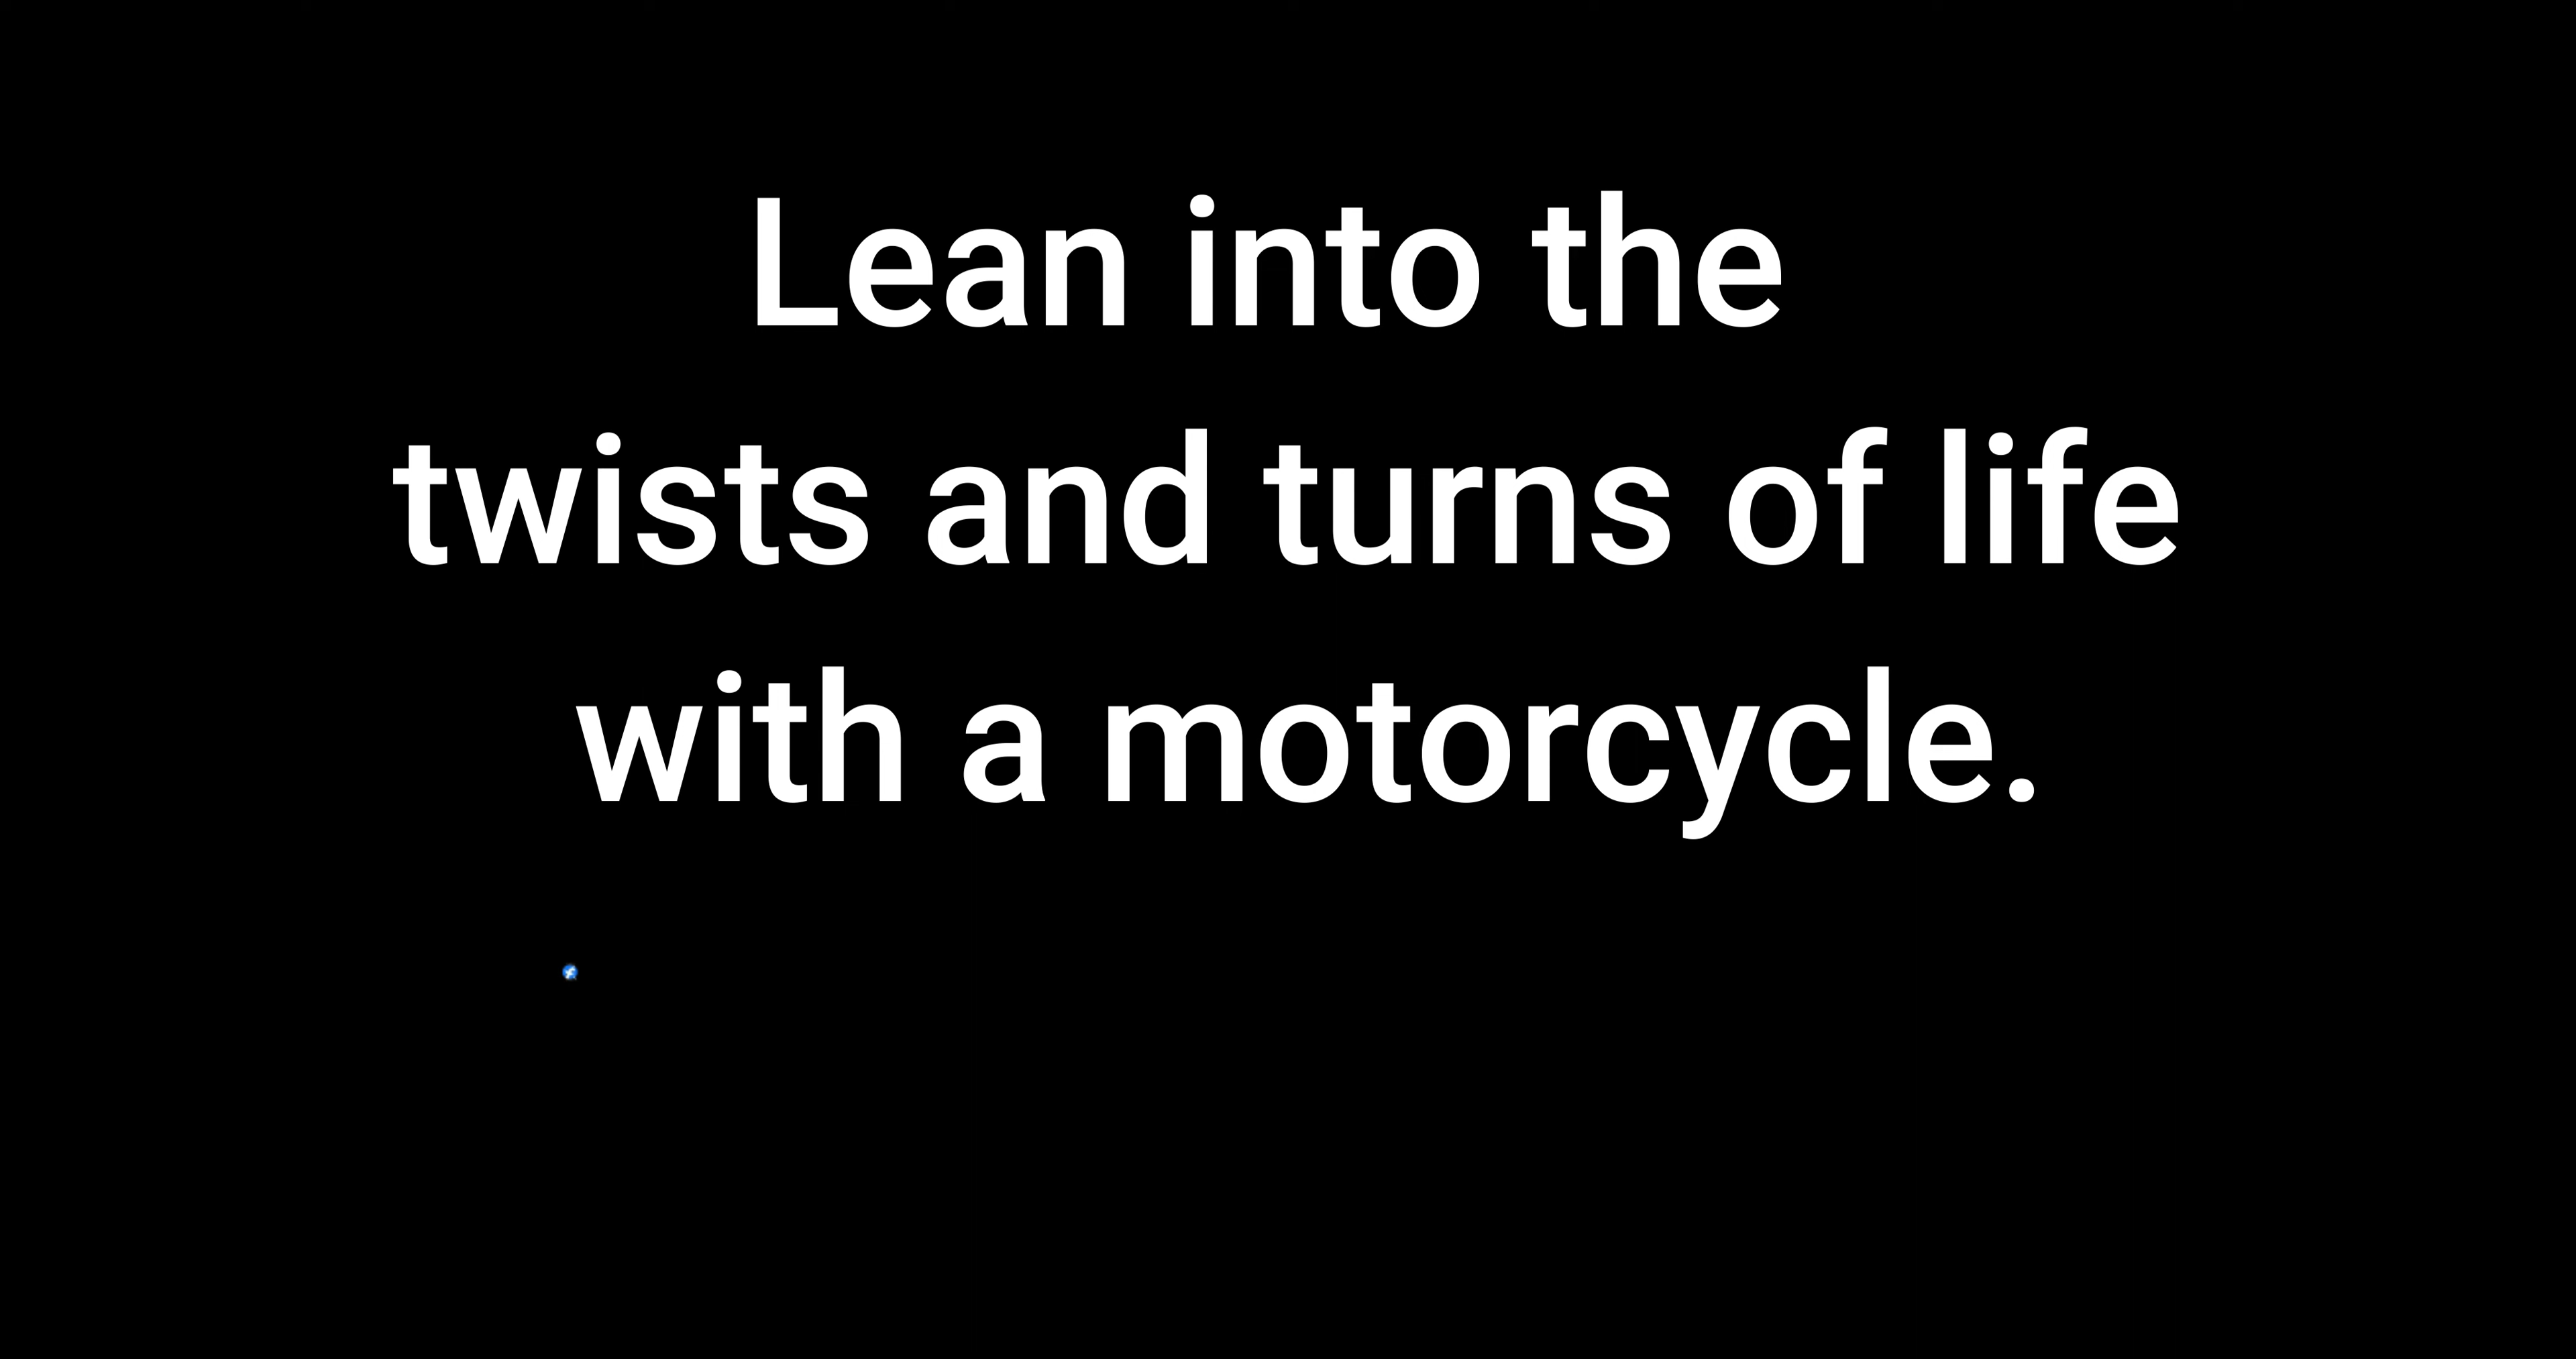 Lean into the
twists and turns of life
with a motorcycle.